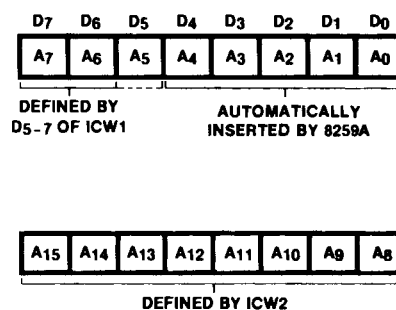 D7 D6 D5 D4 D3 D2 D1 D0
A7 A6 A5 A4 A3 A2 A1 A0
DEFINED BY
D5-7 OF ICW1
AUTOMATICALLY
INSERTED BY 8259A
A15 A14 A13 A12 A11 A10 A9 A8
DEFINED BY ICW2